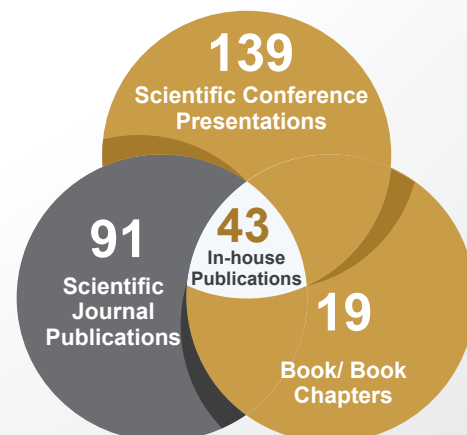 139
Scientific Conference
Presentations
91
Scientific
Journal
Publications
43
In-house
Publications
19
Book/ Book
Chapters